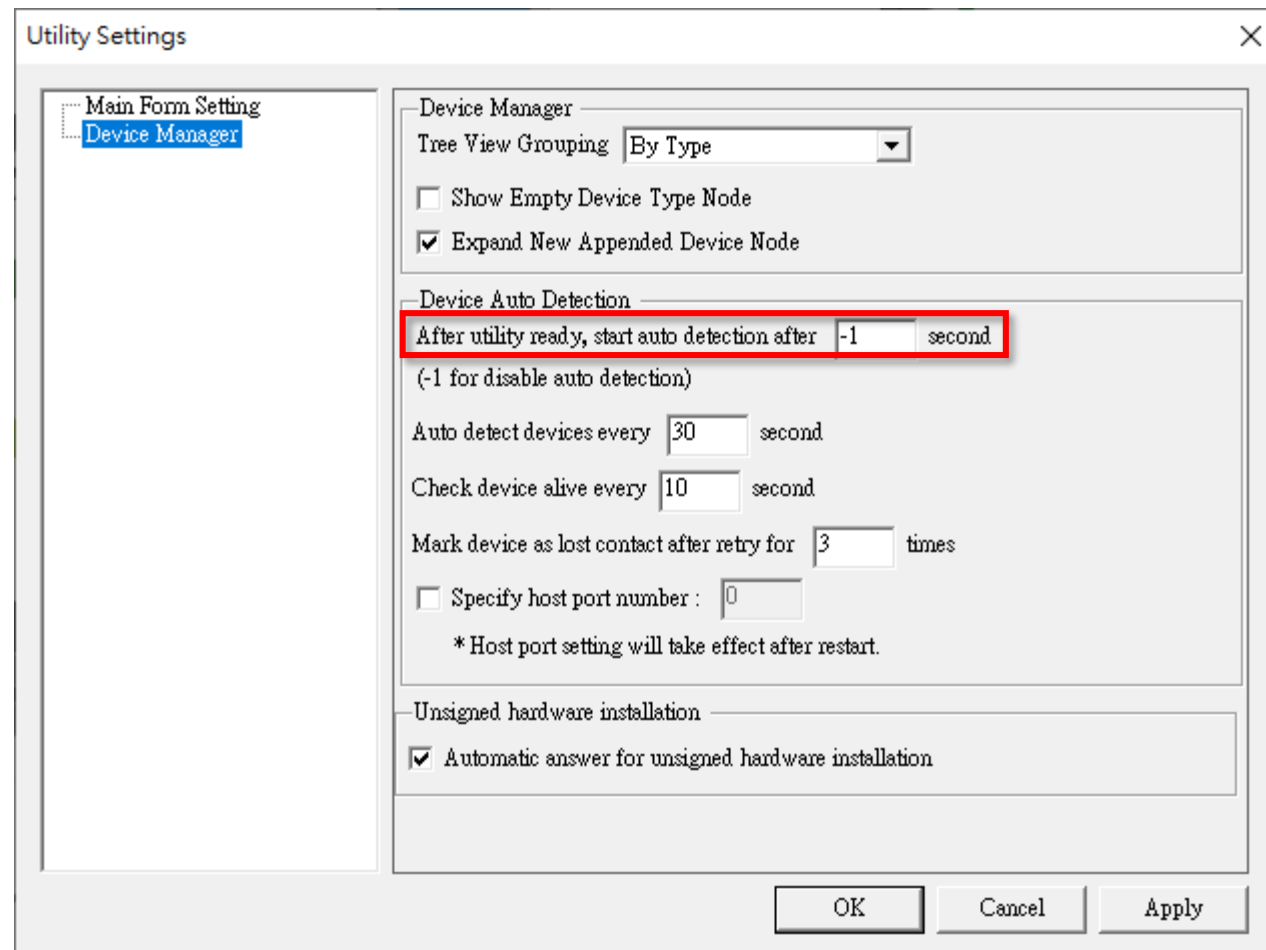 Utility Settings
Main Form Setting
Device Manager
Device Manager
Tree View Grouping By Type
Show Empty Device Type Node
Expand New Appended Device Node
Device Auto Detection
After utility ready, start auto detection after -1 second
(-1 for disable auto detection)
Auto detect devices every 30 second
Check device alive every 10 second
Mark device as lost contact after retry for 3 times
Specify host port number : 0
* Host port setting will take effect after restart.
Unsigned hardware installation
Automatic answer for unsigned hardware installation
OK Cancel Apply